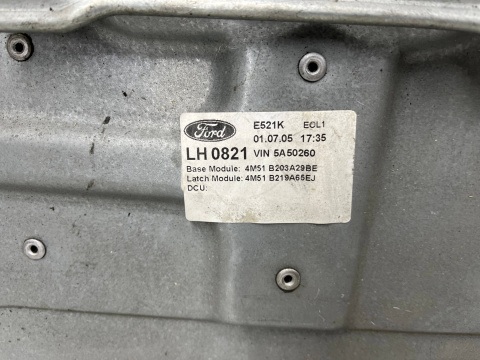 Ford E521K EOL1
01.07.05 17:35
LH 0821 VIN 5A50260
Base Module: 4M51 B203A29BE
Latch Module: 4M51 B219A65EJ
DCU: